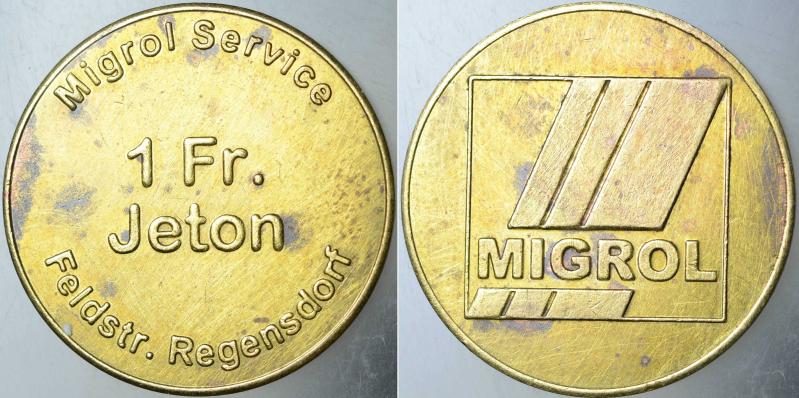 Migrol Service
1 Fr.
Jeton
Feldstr. Regensdorf
MIGROL